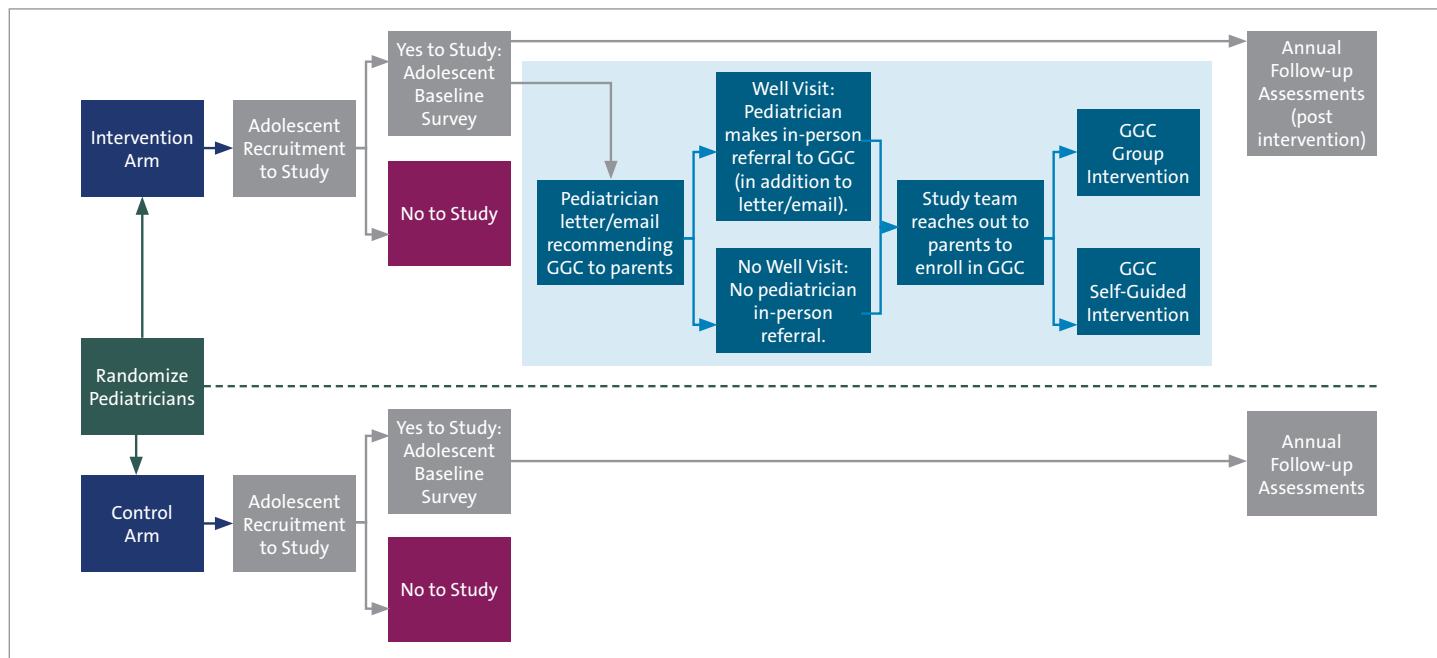 Intervention
Arm
Adolescent
Recruitment
to Study
Yes to Study:
Adolescent
Baseline
Survey
No to Study
Pediatrician
letter/email
recommending
GGC to parents
Well Visit:
Pediatrician
makes in-person
referral to GGC
(in addition to
letter/email).
No Well Visit:
No pediatrician
in-person
referral.
Study team
reaches out to
parents to
enroll in GGC
GGC
Group
Intervention
GGC
Self-Guided
Intervention
Annual
Follow-up
Assessments
(post
intervention)
Randomize
Pediatricians
Control
Arm
Adolescent
Recruitment
to Study
Yes to Study:
Adolescent
Baseline
Survey
No to Study
Annual
Follow-up
Assessments